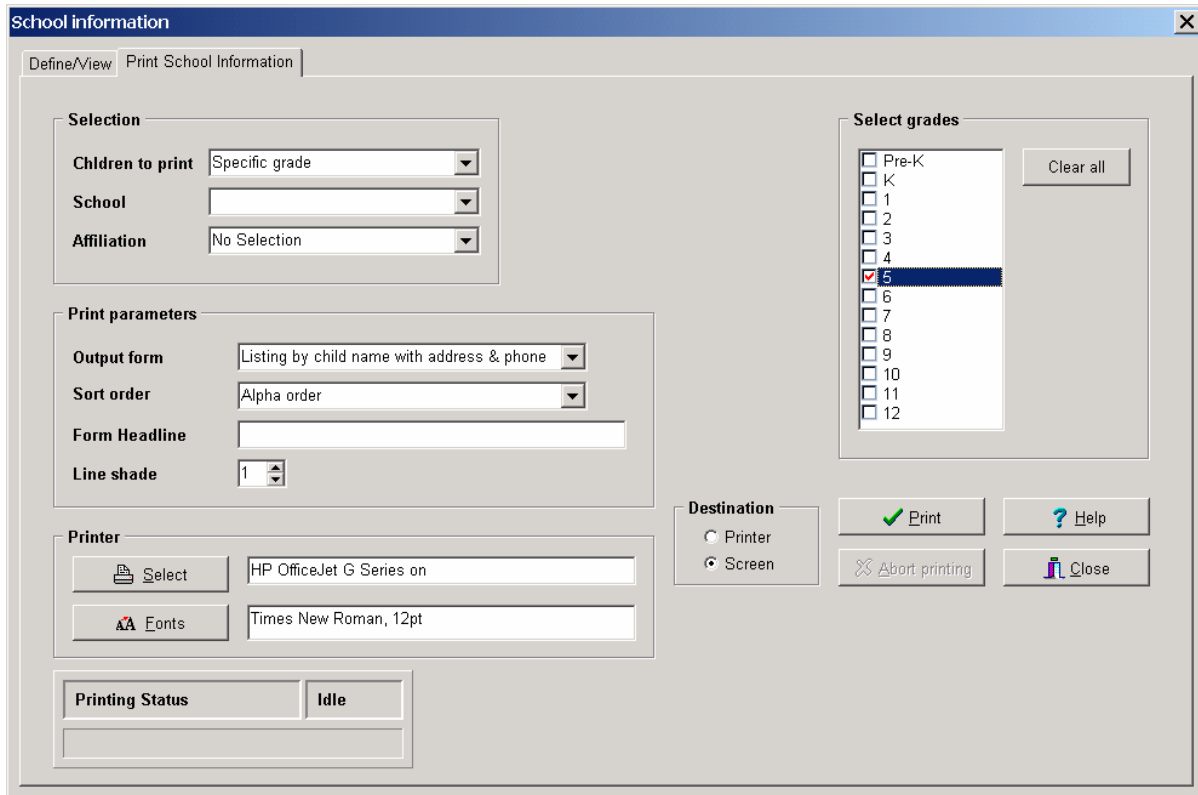 School information
Define/View Print School Information
Selection
Chldren to print Specific grade
School
Affiliation No Selection
Select grades
Pre-K
K
1
2
3
4
5
6
7
8
9
10
11
12
Clear all
Print parameters
Output form Listing by child name with address & phone
Sort order Alpha order
Form Headline
Line shade 1
Printer
Select HP OfficeJet G Series on
Fonts Times New Roman, 12pt
Destination
Printer
Screen
Print Help
Abort printing Close
Printing Status Idle